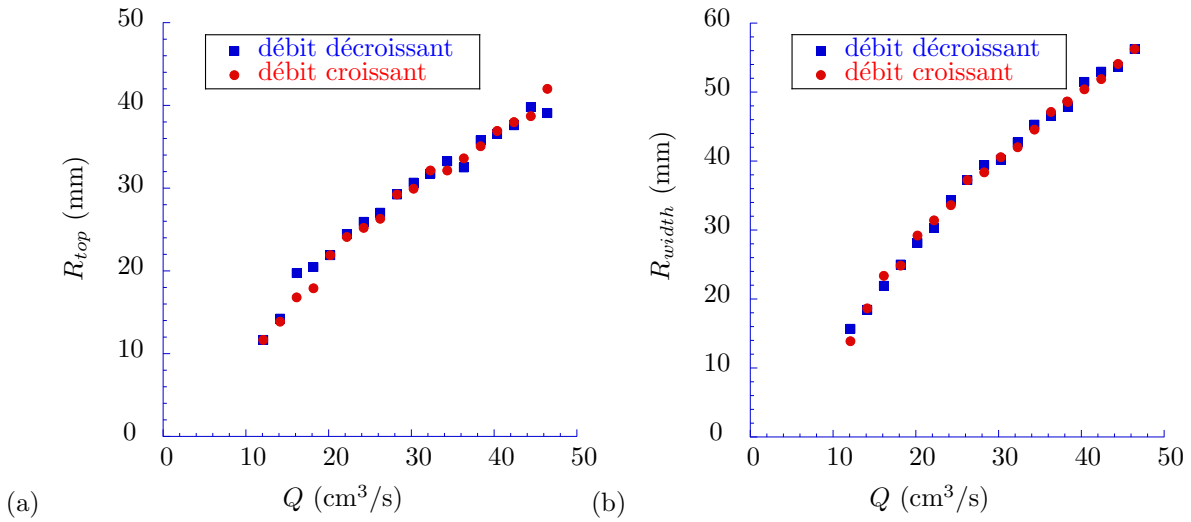 50
40
30
20
10
0
R_top (mm)
débit décroissant
débit croissant
0 10 20 30 40 50
Q (cm³/s)
(a)
60
50
40
30
20
10
0
R_width (mm)
débit décroissant
débit croissant
0 10 20 30 40 50
Q (cm³/s)
(b)